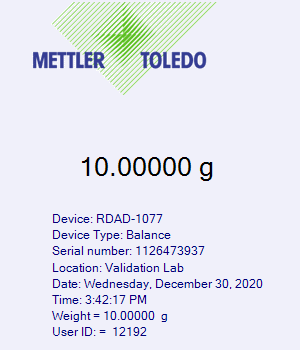 METTLER TOLEDO
10.00000 g
Device: RDAD-1077
Device Type: Balance
Serial number: 1126473937
Location: Validation Lab
Date: Wednesday, December 30, 2020
Time: 3:42:17 PM
Weight = 10.00000 g
User ID: = 12192